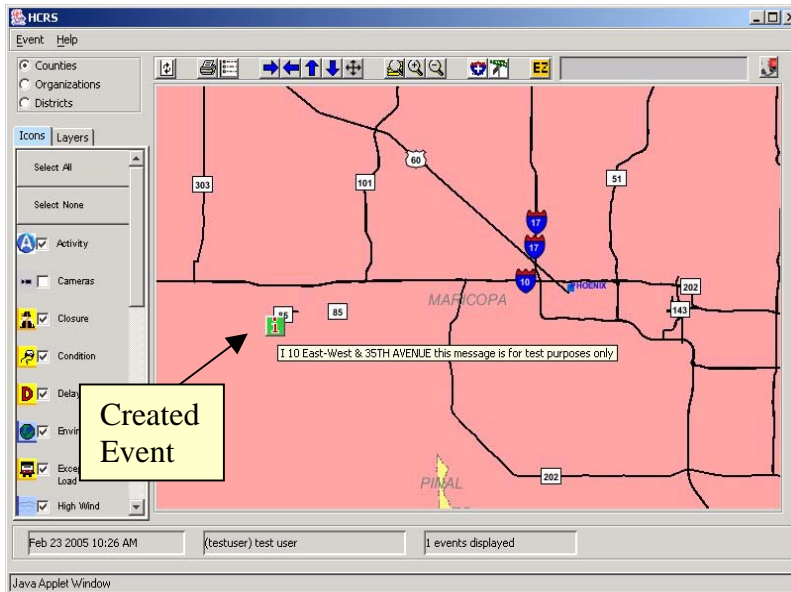 HCRS
Event Help
Counties
Organizations
Districts
EZ
Icons Layers
Select All
Select None
A Activity
Cameras
Closure
Condition
D Delay
Envir
Excep
Load
High Wind
303
101
60
51
17
17
10
PHOENIX
202
143
MARICOPA
85
85
i
I 10 East-West & 35TH AVENUE this message is for test purposes only
Created
Event
PINAL
202
Feb 23 2005 10:26 AM (testuser) test user 1 events displayed
Java Applet Window